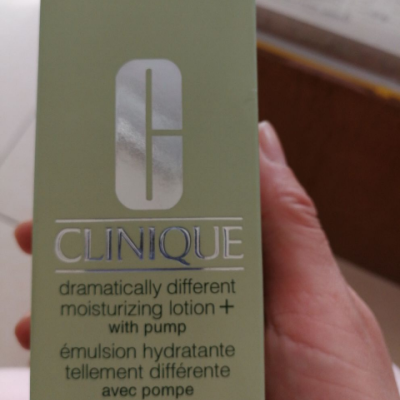 CLINIQUE
dramatically different
moisturizing lotion +
with pump
émulsion hydratante
tellement différente
avec pompe